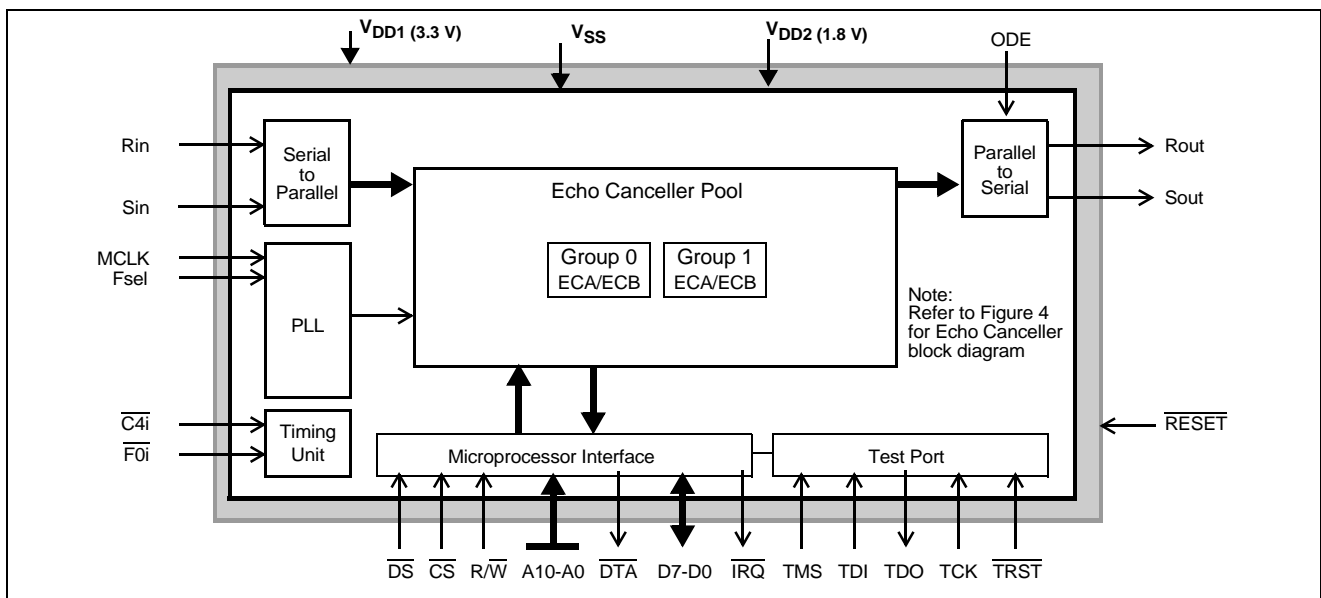 VDD1 (3.3 V)
VSS
VDD2 (1.8 V)
ODE
Rin
Sin
Serial
to
Parallel
Echo Canceller Pool
Group 0
ECA/ECB
Group 1
ECA/ECB
Parallel
to
Serial
Rout
Sout
MCLK
Fsel
PLL
Note:
Refer to Figure 4
for Echo Canceller
block diagram
C4i
F0i
Timing
Unit
RESET
Microprocessor Interface
Test Port
DS
CS
R/W
A10-A0
DTA
D7-D0
IRQ
TMS
TDI
TDO
TCK
TRST